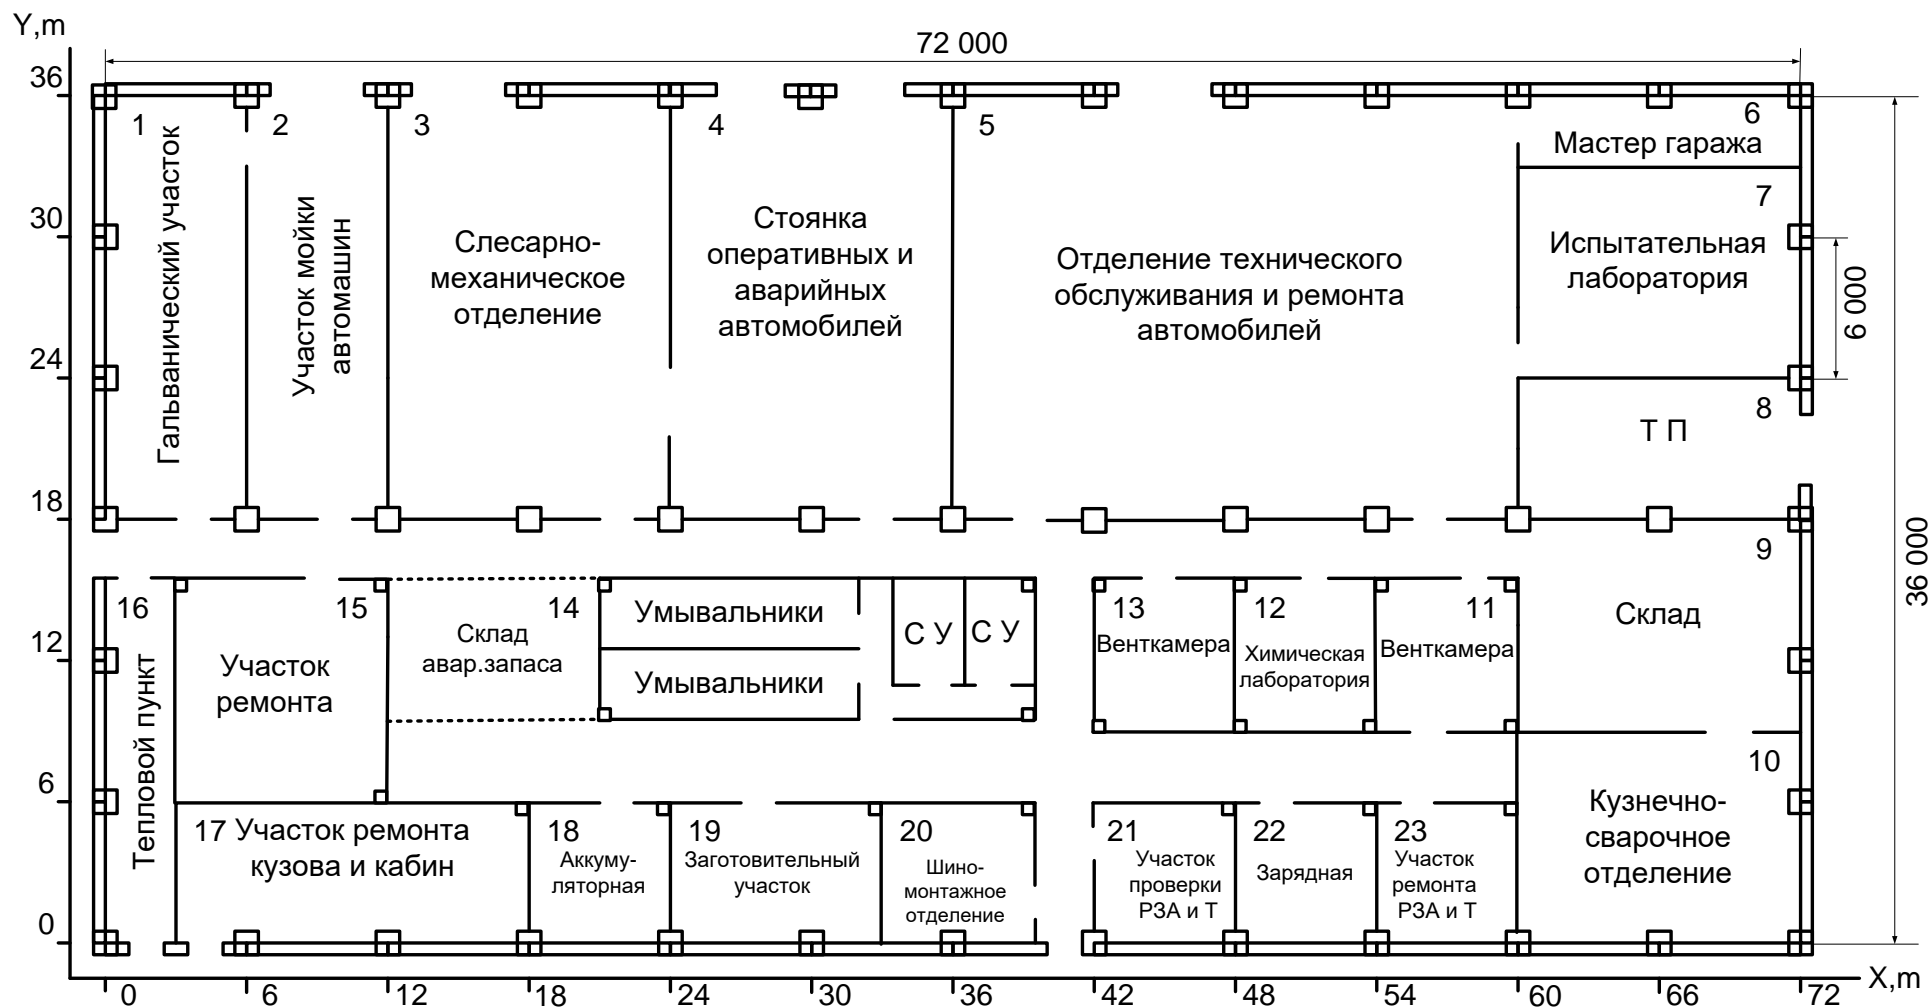 Y,m
72 000
36
1
2
3
4
5
6
Мастер гаража
7
Гальванический участок
Участок мойки
автомашин
Слесарно-
механическое
отделение
Стоянка
оперативных и
аварийных
автомобилей
Отделение технического
обслуживания и ремонта
автомобилей
Испытательная
лаборатория
6 000
30
24
8
Т П
18
9
36 000
16
15
14
Склад
авар.запаса
Умывальники
Умывальники
С У
С У
13
Венткамера
12
Химическая
лаборатория
11
Венткамера
Склад
12
Тепловой пункт
Участок
ремонта
10
6
17 Участок ремонта
кузова и кабин
18
Аккуму-
ляторная
19
Заготовительный
участок
20
Шино-
монтажное
отделение
21
Участок
проверки
РЗА и Т
22
Зарядная
23
Участок
ремонта
РЗА и Т
Кузнечно-
сварочное
отделение
0
0
6
12
18
24
30
36
42
48
54
60
66
72
X,m